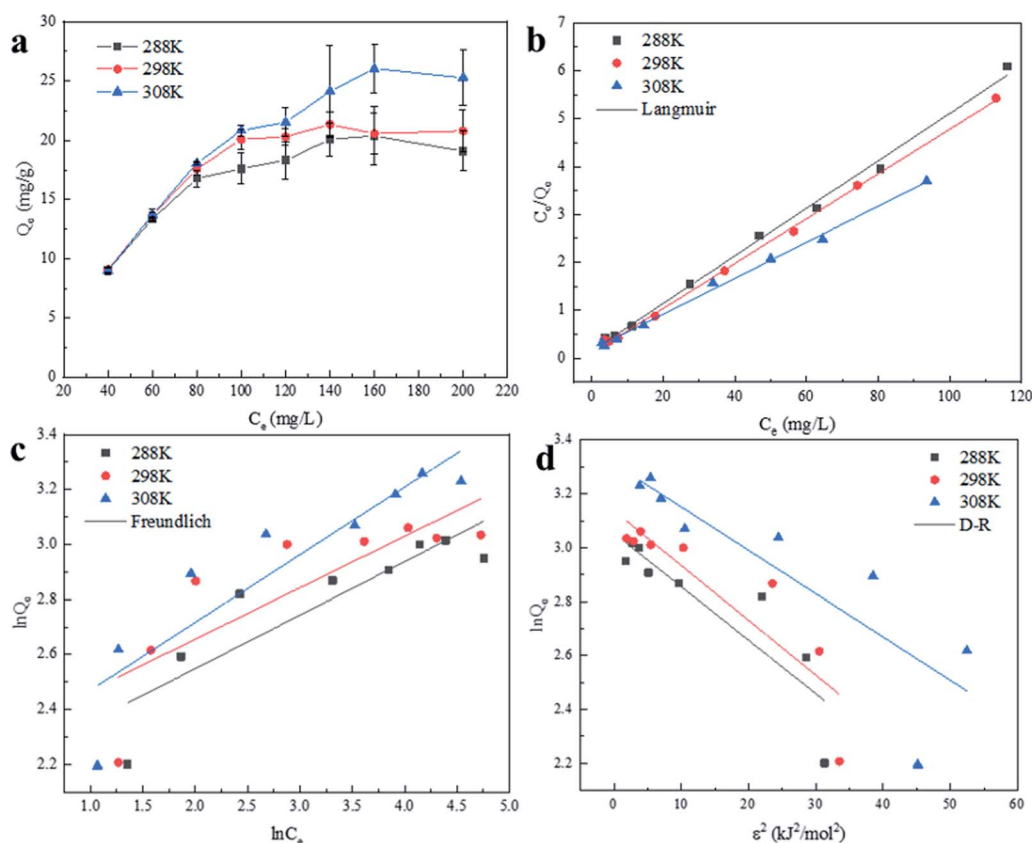 a
288K
298K
308K
30
25
20
15
10
5
0
Qe (mg/g)
20 40 60 80 100 120 140 160 180 200 220
Ce (mg/L)
b
288K
298K
308K
Langmuir
7
6
5
4
3
2
1
0
Ce/Qe
0 20 40 60 80 100 120
Ce (mg/L)
c
288K
298K
308K
Freundlich
3.4
3.2
3.0
2.8
2.6
2.4
2.2
lnQe
1.0 1.5 2.0 2.5 3.0 3.5 4.0 4.5 5.0
lnCe
d
288K
298K
308K
D-R
3.4
3.2
3.0
2.8
2.6
2.4
2.2
lnQe
0 10 20 30 40 50 60
ε² (kJ²/mol²)